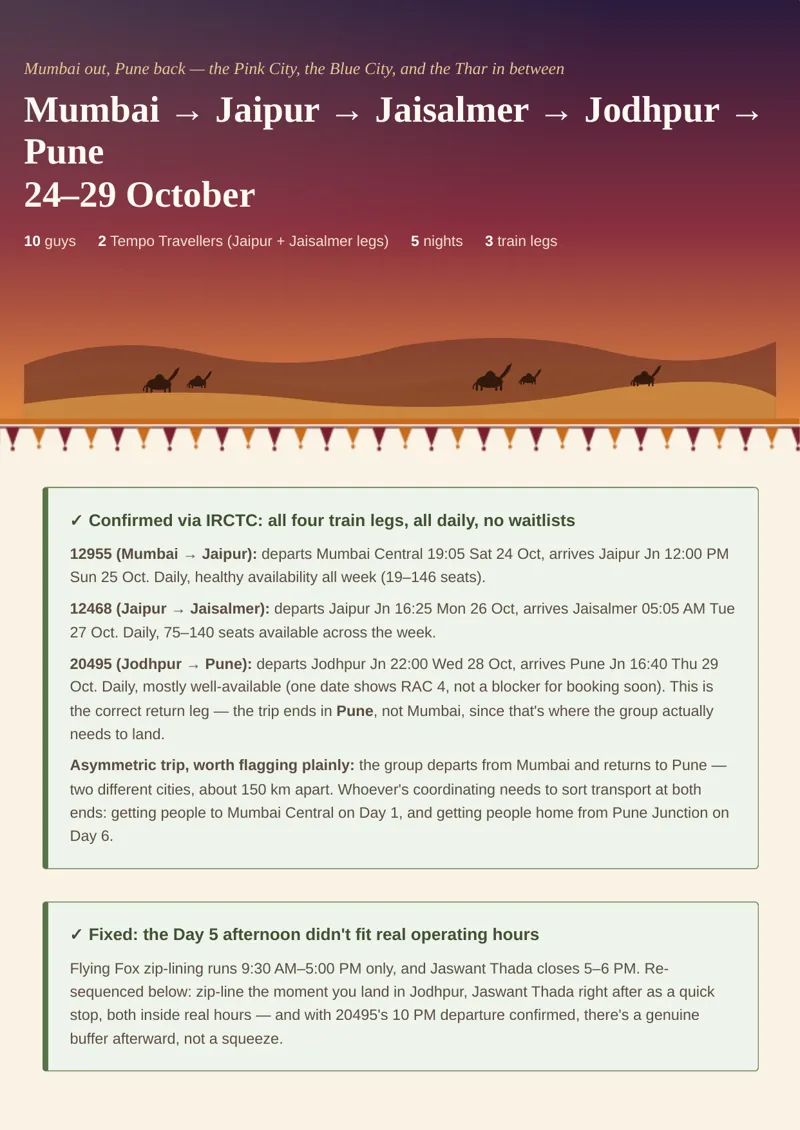 Mumbai out, Pune back — the Pink City, the Blue City, and the Thar in between
Mumbai → Jaipur → Jaisalmer → Jodhpur →
Pune
24–29 October
10 guys 2 Tempo Travellers (Jaipur + Jaisalmer legs) 5 nights 3 train legs
✓ Confirmed via IRCTC: all four train legs, all daily, no waitlists
12955 (Mumbai → Jaipur): departs Mumbai Central 19:05 Sat 24 Oct, arrives Jaipur Jn 12:00 PM
Sun 25 Oct. Daily, healthy availability all week (19–146 seats).
12468 (Jaipur → Jaisalmer): departs Jaipur Jn 16:25 Mon 26 Oct, arrives Jaisalmer 05:05 AM Tue
27 Oct. Daily, 75–140 seats available across the week.
20495 (Jodhpur → Pune): departs Jodhpur Jn 22:00 Wed 28 Oct, arrives Pune Jn 16:40 Thu 29
Oct. Daily, mostly well-available (one date shows RAC 4, not a blocker for booking soon). This is
the correct return leg — the trip ends in Pune, not Mumbai, since that's where the group actually
needs to land.
Asymmetric trip, worth flagging plainly: the group departs from Mumbai and returns to Pune —
two different cities, about 150 km apart. Whoever's coordinating needs to sort transport at both
ends: getting people to Mumbai Central on Day 1, and getting people home from Pune Junction on
Day 6.
✓ Fixed: the Day 5 afternoon didn't fit real operating hours
Flying Fox zip-lining runs 9:30 AM–5:00 PM only, and Jaswant Thada closes 5–6 PM. Re-
sequenced below: zip-line the moment you land in Jodhpur, Jaswant Thada right after as a quick
stop, both inside real hours — and with 20495's 10 PM departure confirmed, there's a genuine
buffer afterward, not a squeeze.